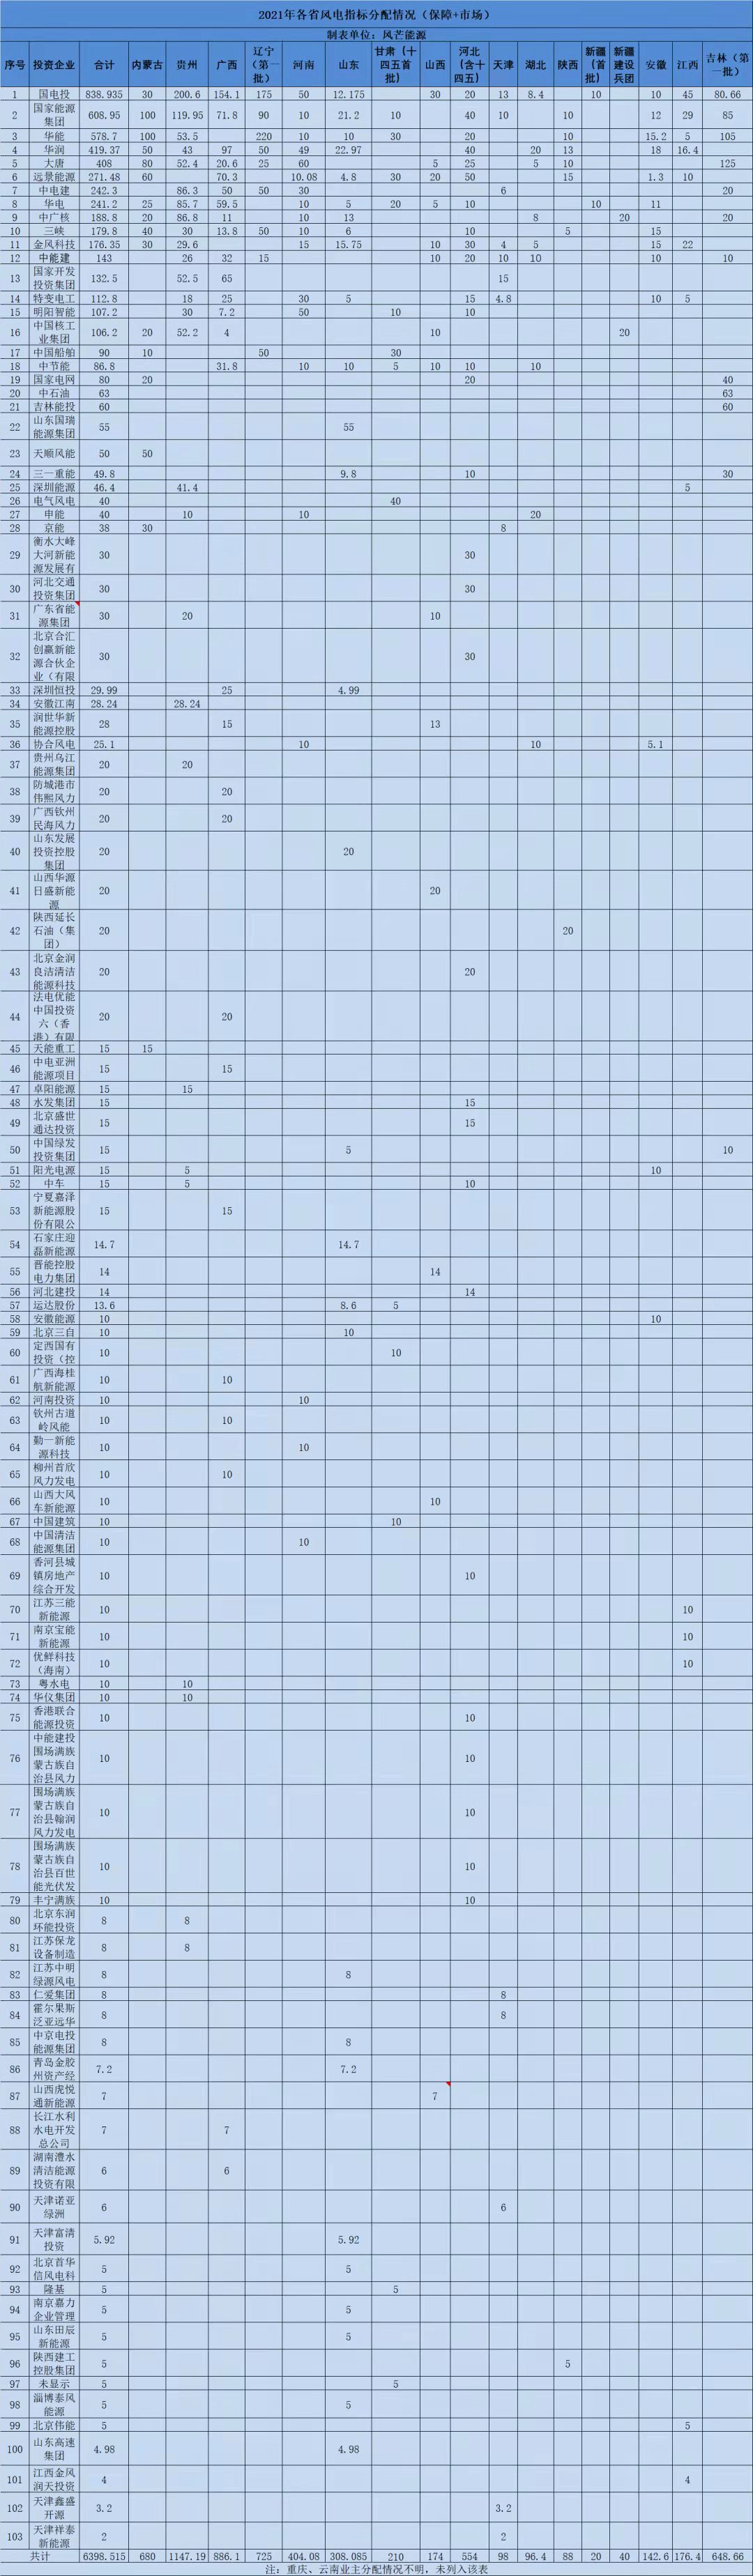 2021年各省风电指标分配情况（保障+市场）
制表单位：风芒能源
序号 投资企业 合计 内蒙古 贵州 广西 辽宁（第一批） 河南 山东 甘肃（十四五首批） 山西 河北（含十四五） 天津 湖北 陕西 新疆（首批） 新疆建设兵团 安徽 江西 吉林（第一批）
1 国电投 838.935 30 200.6 154.1 175 50 12.175 30 20 13 8.4 10 10 45 80.66
2 国家能源集团 608.95 100 119.95 71.8 90 10 21.2 10 40 10 10 12 29 85
3 华能 578.7 100 53.5 220 10 10 30 20 10 15.2 5 105
4 华润 419.37 50 43 97 50 49 22.97 40 20 13 18 16.4
5 大唐 408 80 52.4 20.6 25 60 5 25 5 10 125
6 远景能源 271.48 60 70.3 10.08 4.8 30 20 50 15 1.3 10
7 中电建 242.3 86.3 50 50 30 6 20
8 华电 241.2 25 85.7 59.5 10 5 20 5 10 10 11
9 中广核 188.8 20 86.8 11 10 13 8 20 20
10 三峡 179.8 40 30 13.8 50 10 6 10 5 15
11 金风科技 176.35 30 29.6 15 15.75 10 30 4 5 15 22
12 中能建 143 26 32 15 10 20 10 10 10 10
13 国家开发投资集团 132.5 52.5 65 15
14 特变电工 112.8 18 25 30 5 15 4.8 10 5
15 明阳智能 107.2 30 7.2 50 10 10
16 中国核工业集团 106.2 20 52.2 4 10 20
17 中国船舶 90 10 50 30
18 中节能 86.8 31.8 10 10 5 10 10 10
19 国家电网 80 20 20 40
20 中石油 63 63
21 吉林能投 60 60
22 山东国瑞能源集团 55 55
23 天顺风能 50 50
24 三一重能 49.8 9.8 10 30
25 深圳能源 46.4 41.4 5
26 电气风电 40 40
27 申能 40 10 10 20
28 京能 38 30 8
29 衡水大峰大河新能源发展有 30 30
30 河北交通投资集团 30 30
31 广东省能源集团 30 20 10
32 北京合汇创赢新能源合伙企业（有限 30 30
33 深圳恒投 29.99 25 4.99
34 安徽江南 28.24 28.24
35 润世华新能源控股 28 15 13
36 协合风电 25.1 10 10 5.1
37 贵州乌江能源集团 20 20
38 防城港市伟熙风力 20 20
39 广西钦州民海风力 20 20
40 山东发展投资控股集团 20 20
41 山西华源日盛新能源 20 20
42 陕西延长石油（集团） 20 20
43 北京金润良洁清洁能源科技 20 20
44 法电优能中国投资六（香港）有限 20 20
45 天能重工 15 15
46 中电亚洲能源项目 15 15
47 卓阳能源 15 15
48 水发集团 15 15
49 北京盛世通达投资 15 15
50 中国绿发投资集团 15 5 10
51 阳光电源 15 5 10
52 中车 15 5 10
53 宁夏嘉泽新能源股份有限公 15 15
54 石家庄迎磊新能源 14.7 14.7
55 晋能控股电力集团 14 14
56 河北建投 14 14
57 运达股份 13.6 8.6 5
58 安徽能源 10 10
59 北京三自 10 10
60 定西国有投资（控 10 10
61 广西海桂航新能源 10 10
62 河南投资 10 10
63 钦州古道岭风能 10 10
64 勤一新能源科技 10 10
65 柳州首欣风力发电 10 10
66 山西大风车新能源 10 10
67 中国建筑 10 10
68 中国清洁能源集团 10 10
69 香河县城镇房地产综合开发 10 10
70 江苏三能新能源 10 10
71 南京宝能新能源 10 10
72 优鲜科技（海南） 10 10
73 粤水电 10 10
74 华仪集团 10 10
75 香港联合能源投资 10 10
76 中能建投围场满族蒙古族自治县风力 10 10
77 围场满族蒙古族自治县翰润风力发电 10 10
78 围场满族蒙古族自治县百世能光伏发 10 10
79 丰宁满族 10 10
80 北京东润环能投资 8 8
81 江苏保龙设备制造 8 8
82 江苏中明绿源风电 8 8
83 仁爱集团 8 8
84 霍尔果斯泛亚远华 8 8
85 中京电投能源集团 8 8
86 青岛金胶州资产经 7.2 7.2
87 山西虎悦通新能源 7 7
88 长江水利水电开发总公司 7 7
89 湖南澧水清洁能源投资有限 6 6
90 天津诺亚绿洲 6 6
91 天津富清投资 5.92 5.92
92 北京首华信风电科 5 5
93 隆基 5 5
94 南京嘉力企业管理 5 5
95 山东田辰新能源 5 5
96 陕西建工控股集团 5 5
97 未显示 5 5
98 淄博泰风能源 5 5
99 北京伟能 5 5
100 山东高速集团 4.98 4.98
101 江西金风润天投资 4 4
102 天津鑫盛开源 3.2 3.2
103 天津祥泰新能源 2 2
共计 6398.515 680 1147.19 886.1 725 404.08 308.085 210 174 554 98 96.4 88 20 40 142.6 176.4 648.66
注：重庆、云南业主分配情况不明，未列入该表